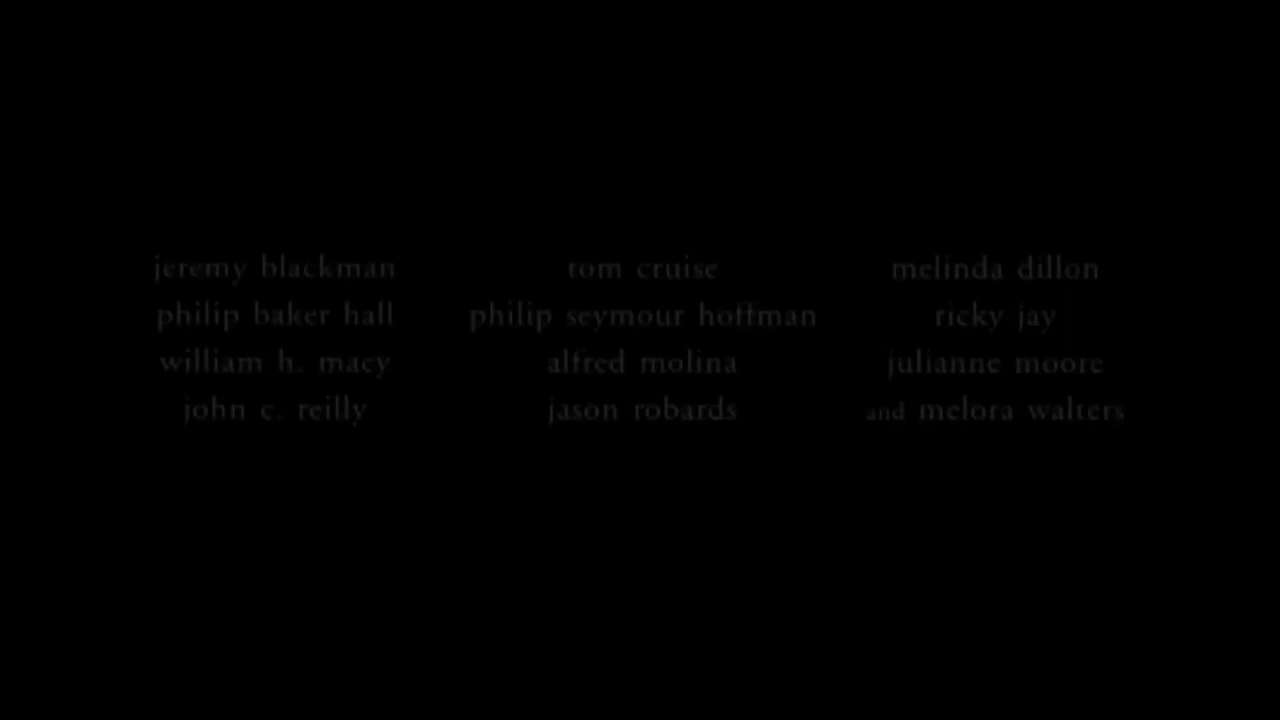 jeremy blackman
philip baker hall
william h. macy
john c. reilly
tom cruise
philip seymour hoffman
alfred molina
jason robards
melinda dillon
ricky jay
julianne moore
and melora walters